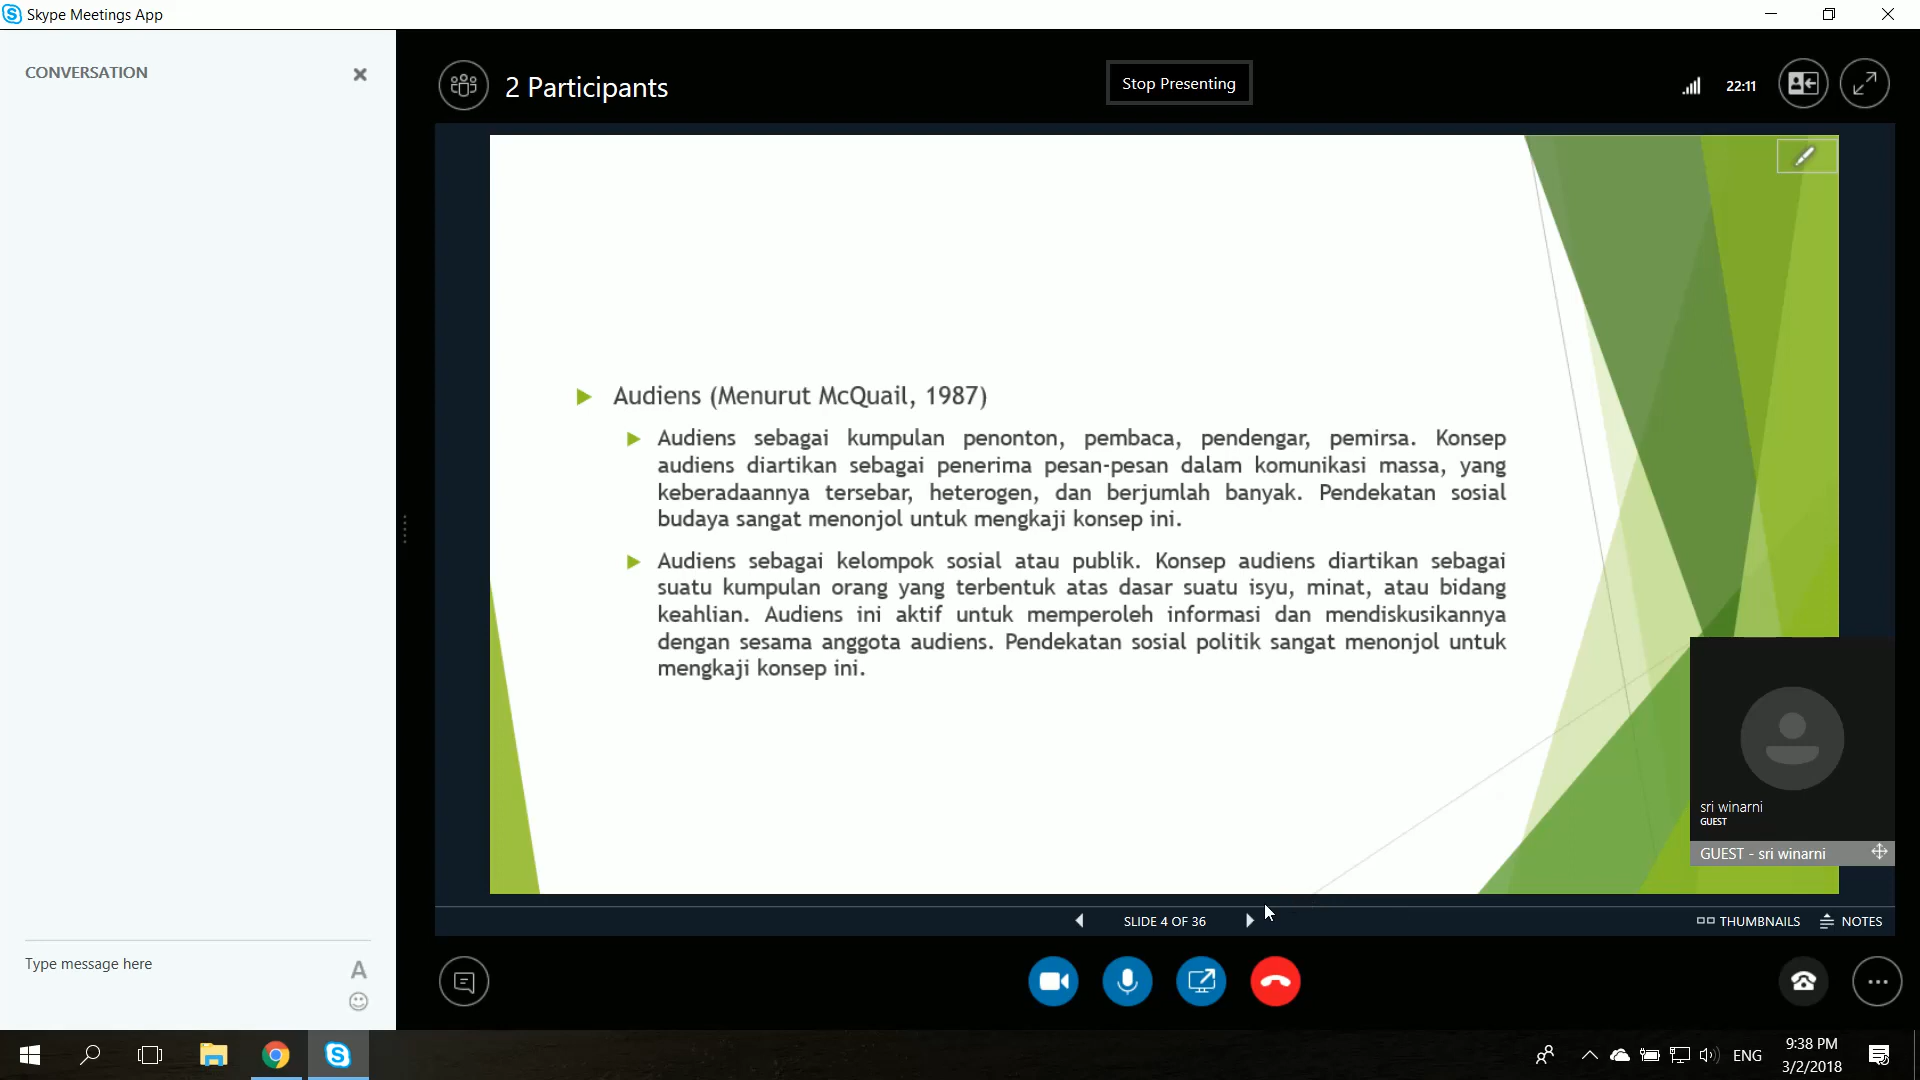 Skype Meetings App
CONVERSATION
2 Participants
Stop Presenting
22:11
Audiens (Menurut McQuail, 1987)
Audiens sebagai kumpulan penonton, pembaca, pendengar, pemirsa. Konsep
audiens diartikan sebagai penerima pesan-pesan dalam komunikasi massa, yang
keberadaannya tersebar, heterogen, dan berjumlah banyak. Pendekatan sosial
budaya sangat menonjol untuk mengkaji konsep ini.
Audiens sebagai kelompok sosial atau publik. Konsep audiens diartikan sebagai
suatu kumpulan orang yang terbentuk atas dasar suatu isyu, minat, atau bidang
keahlian. Audiens ini aktif untuk memperoleh informasi dan mendiskusikannya
dengan sesama anggota audiens. Pendekatan sosial politik sangat menonjol untuk
mengkaji konsep ini.
sri winarni
GUEST
GUEST - sri winarni
SLIDE 4 OF 36
THUMBNAILS
NOTES
Type message here
A
ENG
9:38 PM
3/2/2018